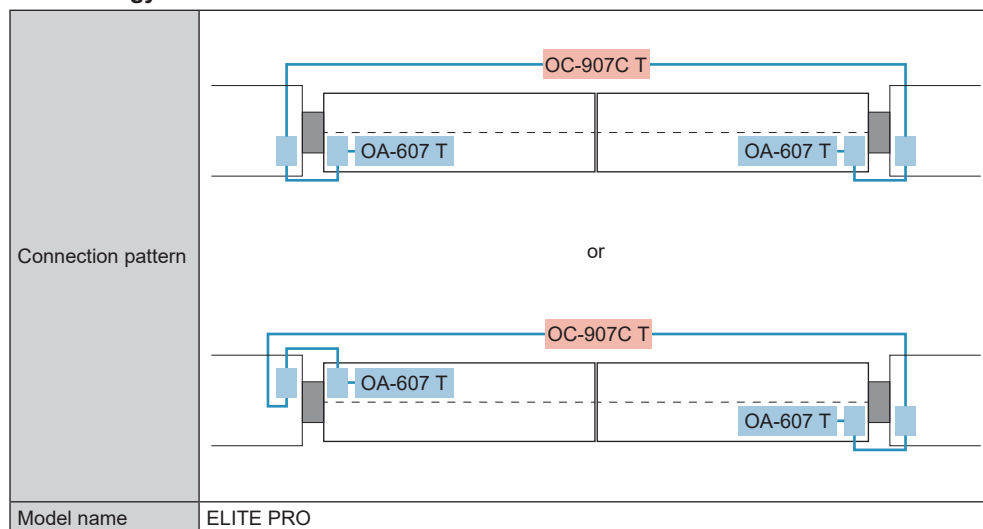 OC-907C T
OA-607 T
OA-607 T
Connection pattern
or
OC-907C T
OA-607 T
OA-607 T
Model name
ELITE PRO